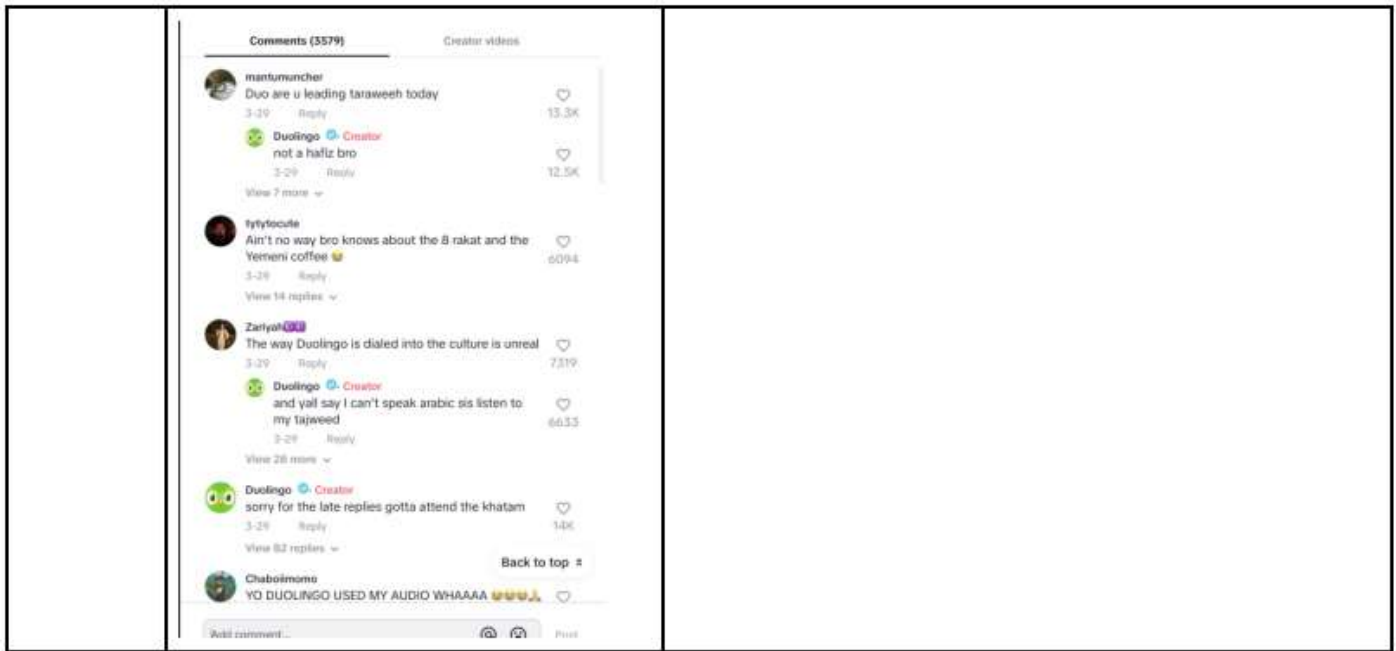 Comments (3579) Creator videos
mantumuncher
Duo are u leading taraweeh today
3-29 Reply
13.3K
Duolingo Creator
not a hafiz bro
3-29 Reply
12.5K
View 7 more
tytytocute
Ain't no way bro knows about the 8 rakat and the
Yemeni coffee 😭
6094
3-29 Reply
View 14 replies
Zariyah
The way Duolingo is dialed into the culture is unreal
3-29 Reply
7319
Duolingo Creator
and yall say I can't speak arabic sis listen to
my tajweed
6633
3-29 Reply
View 28 more
Duolingo Creator
sorry for the late replies gotta attend the khatam
3-29 Reply
14K
View 82 replies
Back to top
Chaboiimomo
YO DUOLINGO USED MY AUDIO WHAAAA 😭😭😭🙏
Add comment... @ Post